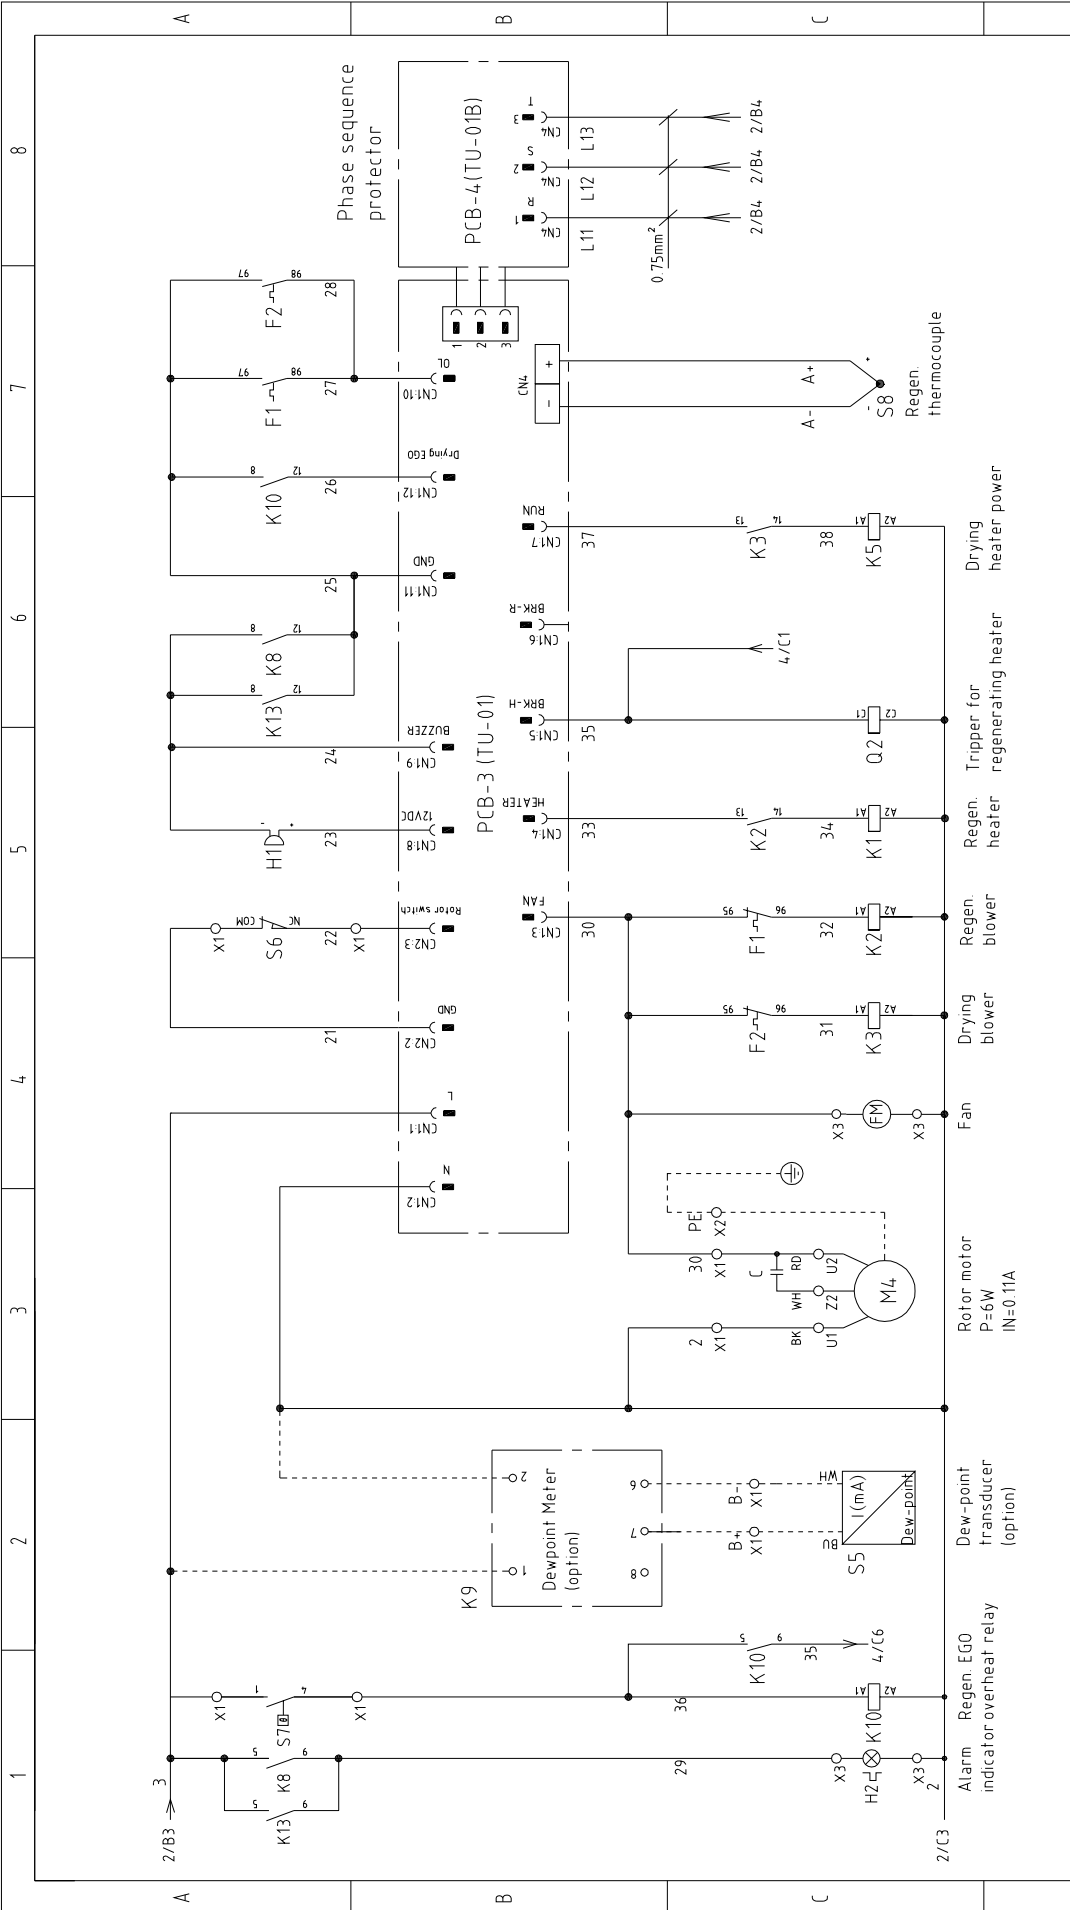 A
B
C
1
2
3
4
5
6
7
8
A
B
C
2/B3
3
K13
5
9
K8
5
9
29
X3
H2
X3
2
2/C3
Alarm
indicator
X1
S7
1
4
X1
36
K10
A1
A2
Regen. EGO
overheat relay
K10
5
9
35
4/C6
K9
1
2
Dewpoint Meter
(option)
8
7
6
B+
X1
B-
X1
BU
WH
S5
I(mA)
Dew-point
Dew-point
transducer
(option)
2
X1
BK
U1
WH
Z2
C
30
X1
RD
U2
PE
X2
M4
Rotor motor
P=6W
IN=0.11A
CN1:2
N
CN1:1
L
X3
FM
X3
Fan
21
CN2:2
GND
F2
95
96
31
K3
A1
A2
Drying
blower
X1
S6
COM
NC
22
X1
CN2:3
Rotor switch
CN1:3
FAN
30
F1
95
96
32
K2
A1
A2
Regen.
blower
H1
-
+
23
CN1:8
12VDC
PCB-3 (TU-01)
CN1:4
HEATER
33
K2
13
14
34
K1
A1
A2
Regen.
heater
24
CN1:9
BUZZER
CN1:5
BRK-H
35
4/C1
Q2
C1
C2
Tripper for
regenerating heater
K13
8
12
K8
8
12
25
CN1:11
GND
CN1:6
BRK-R
CN1:7
RUN
37
K3
13
14
38
K5
A1
A2
Drying
heater power
K10
8
12
26
CN1:12
Drying EGO
F1
97
98
27
CN1:10
OL
F2
97
98
28
1
2
3
CN4
-
+
A-
A+
-
+
S8
Regen.
thermocouple
Phase sequence
protector
PCB-4(TU-01B)
1
R
CN4
L11
2
S
CN4
L12
3
T
CN4
L13
0.75mm²
2/B4
2/B4
2/B4